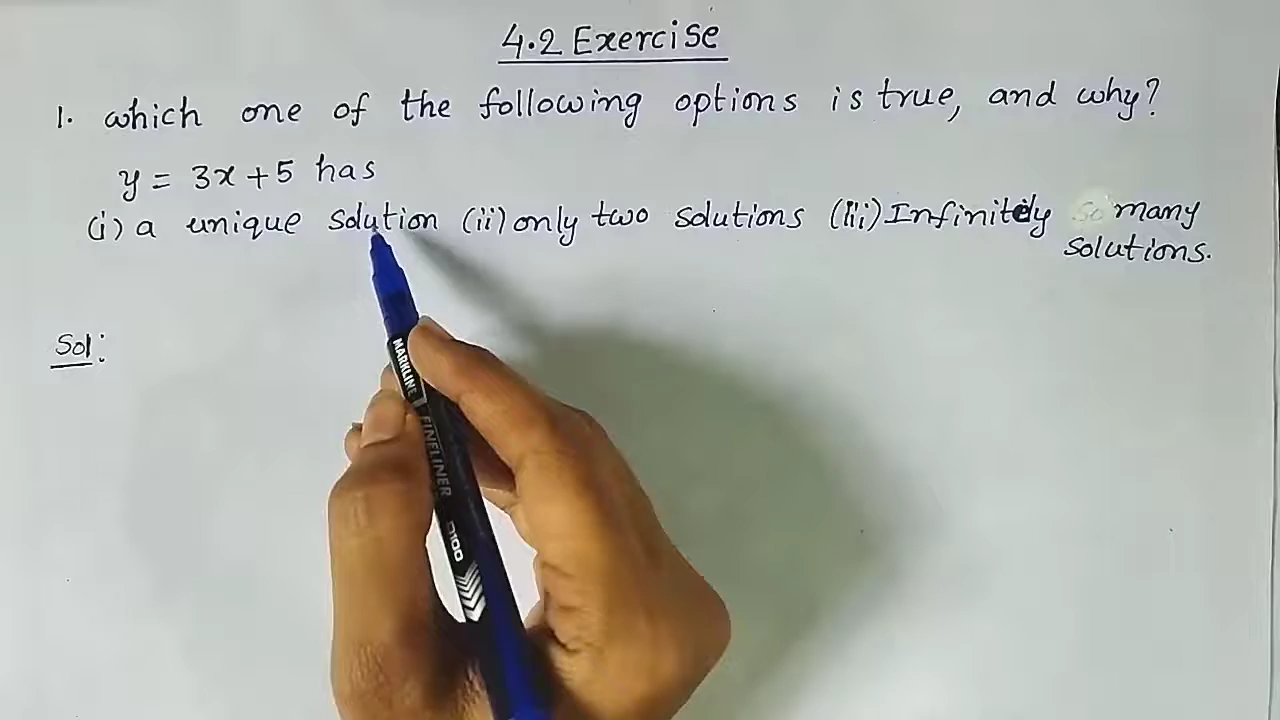 4.2 Exercise
1. which one of the following options is true, and why?
y = 3x + 5 has
(i) a unique solution (ii) only two solutions (iii) Infinitely many
solutions.
Sol:
MARKLINE
FINELINER
D100